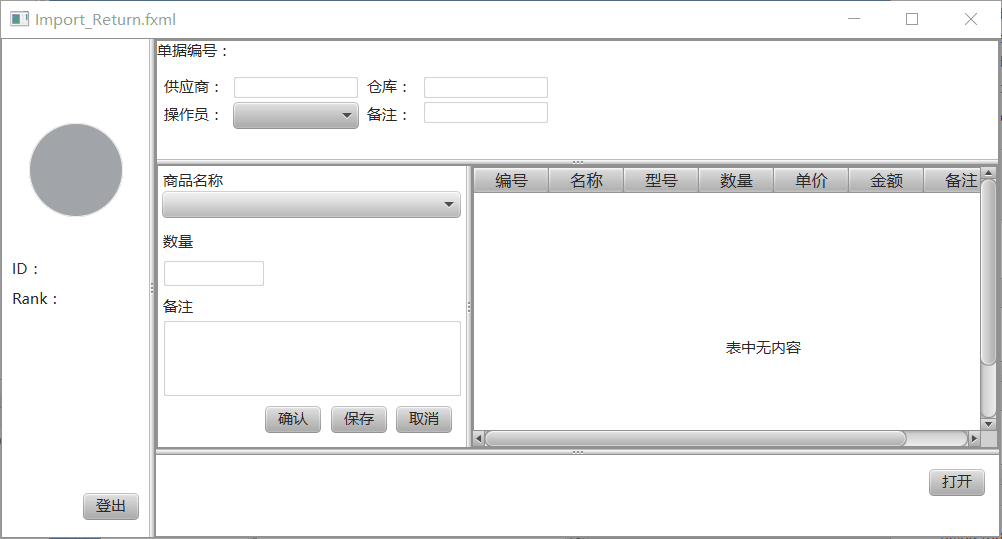 Import_Return.fxml
单据编号：
供应商： 仓库：
操作员： 备注：
ID：
Rank：
登出
商品名称
数量
备注
确认 保存 取消
编号 名称 型号 数量 单价 金额 备注
表中无内容
打开